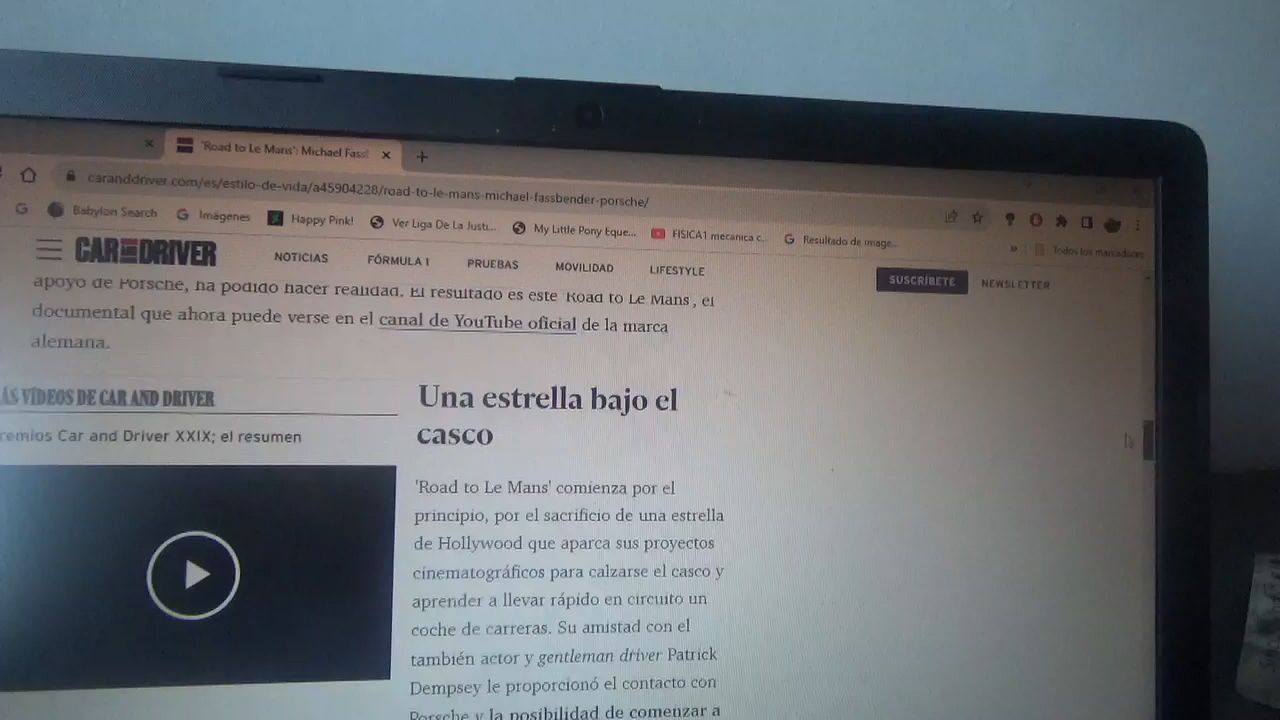 'Road to Le Mans': Michael Fass
caranddriver.com/es/estilo-de-vida/a45904228/road-to-le-mans-michael-fassbender-porsche/
G Babylon Search G Imágenes Happy Pink! Ver Liga De La Justi... My Little Pony Eque... FISICA1 mecanica c... G Resultado de image...
» Todos los marcadores
CAR AND DRIVER NOTICIAS FÓRMULA 1 PRUEBAS MOVILIDAD LIFESTYLE SUSCRÍBETE NEWSLETTER
apoyo de Porsche, ha podido hacer realidad. El resultado es este 'Road to Le Mans', el
documental que ahora puede verse en el canal de YouTube oficial de la marca
alemana.
ÁS VÍDEOS DE CAR AND DRIVER
remios Car and Driver XXIX; el resumen
Una estrella bajo el
casco
'Road to Le Mans' comienza por el
principio, por el sacrificio de una estrella
de Hollywood que aparca sus proyectos
cinematográficos para calzarse el casco y
aprender a llevar rápido en circuito un
coche de carreras. Su amistad con el
también actor y gentleman driver Patrick
Dempsey le proporcionó el contacto con
Porsche y la posibilidad de comenzar a